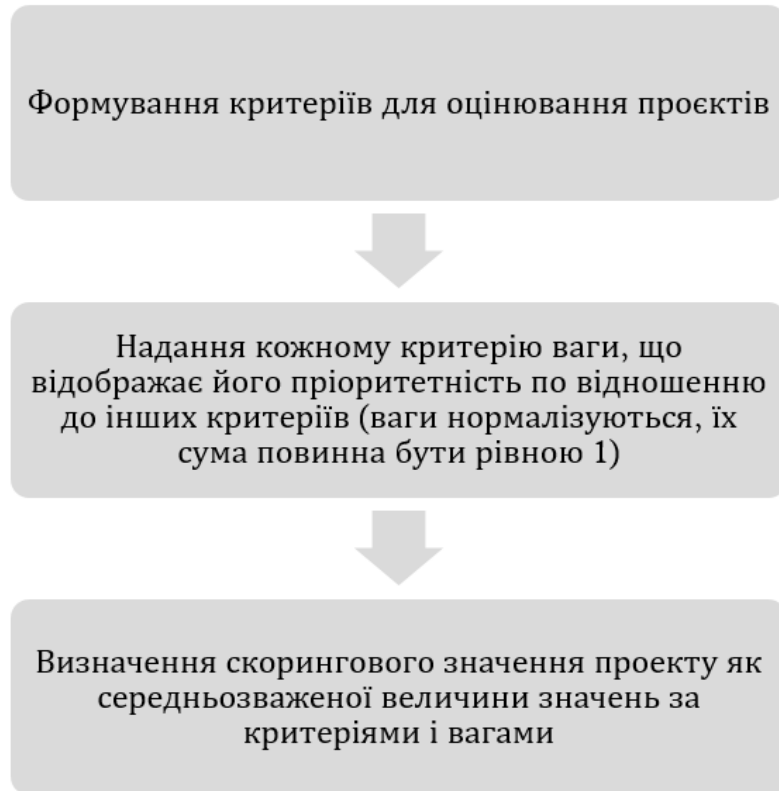 Формування критеріїв для оцінювання проєктів
Надання кожному критерію ваги, що
відображає його пріоритетність по відношенню
до інших критеріїв (ваги нормалізуються, їх
сума повинна бути рівною 1)
Визначення скорингового значення проекту як
середньозваженої величини значень за
критеріями і вагами